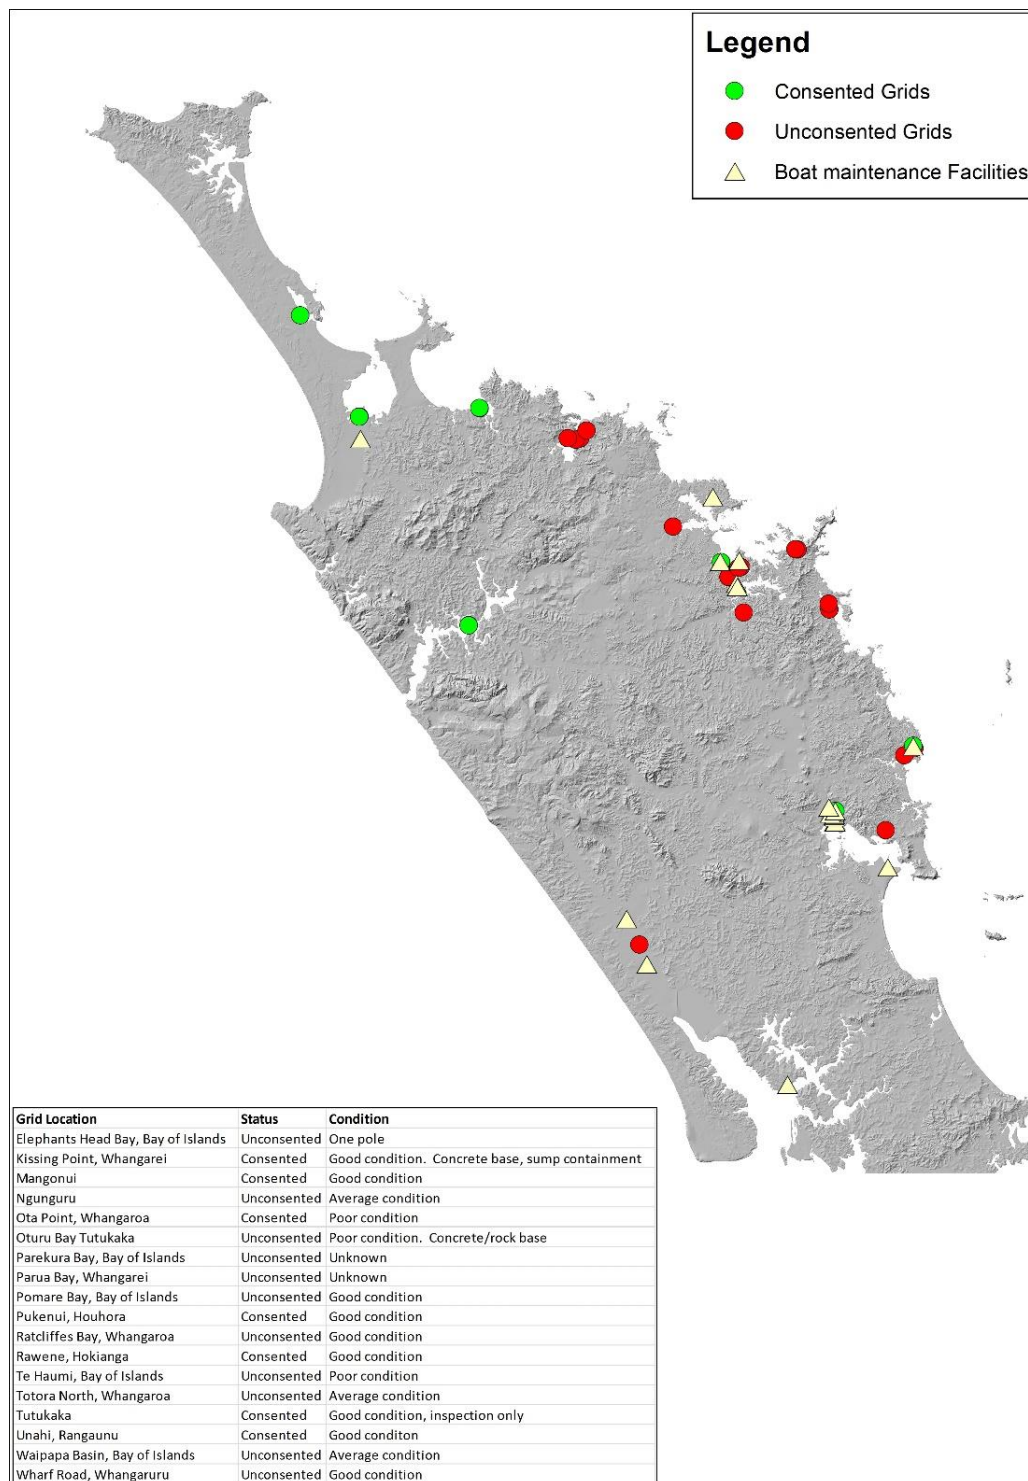 Legend
Consented Grids
Unconsented Grids
Boat maintenance Facilities
Grid Location Status Condition
Elephants Head Bay, Bay of Islands Unconsented One pole
Kissing Point, Whangarei Consented Good condition. Concrete base, sump containment
Mangonui Consented Good condition
Ngunguru Unconsented Average condition
Ota Point, Whangaroa Consented Poor condition
Oturu Bay Tutukaka Unconsented Poor condition. Concrete/rock base
Parekura Bay, Bay of Islands Unconsented Unknown
Parua Bay, Whangarei Unconsented Unknown
Pomare Bay, Bay of Islands Unconsented Good condition
Pukenui, Houhora Consented Good condition
Ratcliffes Bay, Whangaroa Unconsented Good condition
Rawene, Hokianga Consented Good condition
Te Haumi, Bay of Islands Unconsented Poor condition
Totora North, Whangaroa Unconsented Average condition
Tutukaka Consented Good condition, inspection only
Unahi, Rangaunu Consented Good conditon
Waipapa Basin, Bay of Islands Unconsented Average condition
Wharf Road, Whangaruru Unconsented Good condition